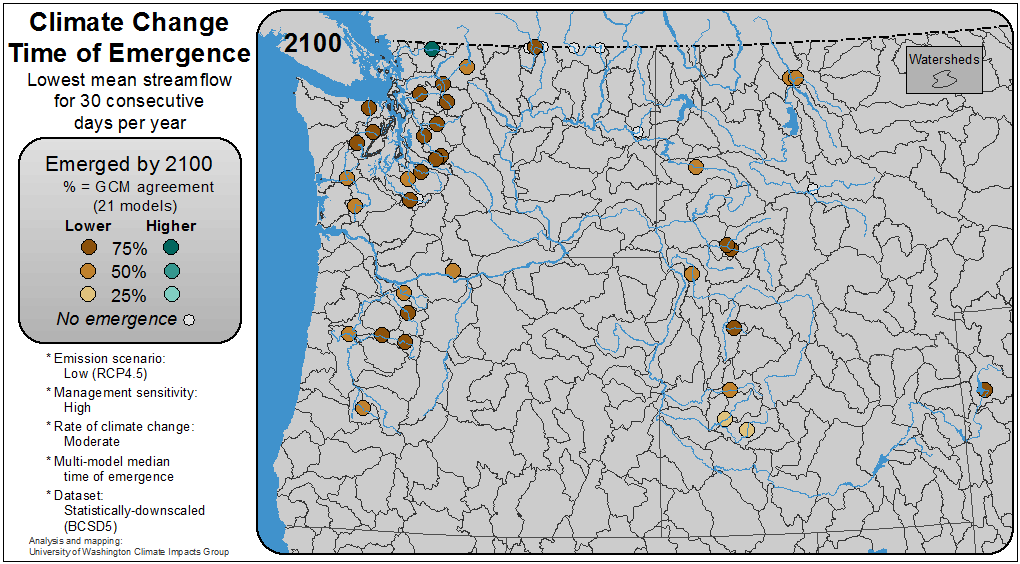 Climate Change
Time of Emergence
Lowest mean streamflow
for 30 consecutive
days per year
Emerged by 2100
% = GCM agreement
(21 models)
Lower Higher
75%
50%
25%
No emergence
* Emission scenario:
Low (RCP4.5)
* Management sensitivity:
High
* Rate of climate change:
Moderate
* Multi-model median
time of emergence
* Dataset:
Statistically-downscaled
(BCSD5)
Analysis and mapping:
University of Washington Climate Impacts Group
2100
Watersheds